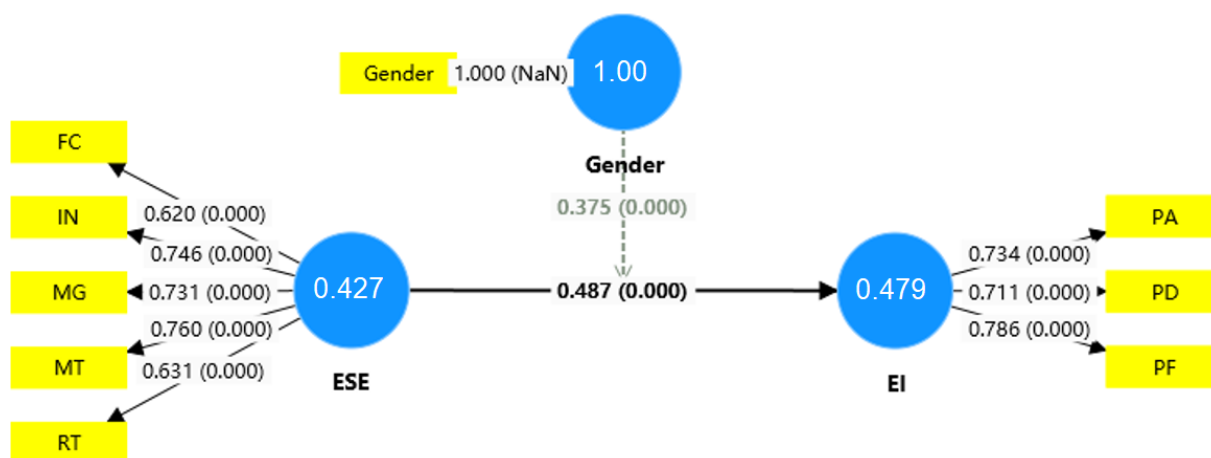 Gender
1.000 (NaN)
1.00
Gender
0.375 (0.000)
FC
IN
MG
MT
RT
0.620 (0.000)
0.746 (0.000)
0.731 (0.000)
0.760 (0.000)
0.631 (0.000)
0.427
ESE
0.487 (0.000)
0.479
EI
0.734 (0.000)
0.711 (0.000)
0.786 (0.000)
PA
PD
PF